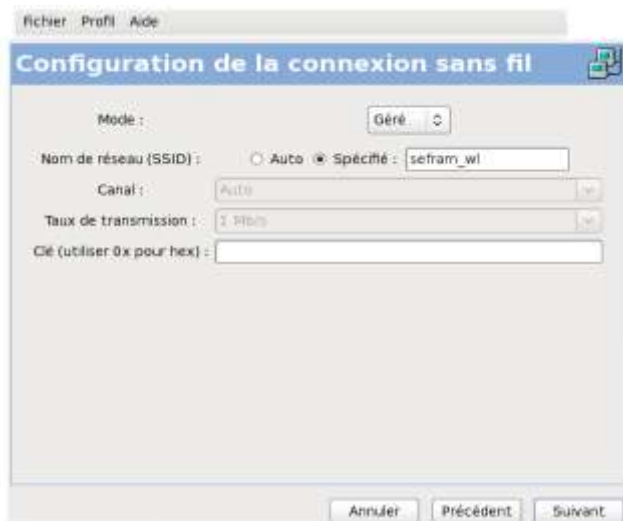 Fichier Profil Aide
Configuration de la connexion sans fil
Mode : Géré
Nom de réseau (SSID) : Auto Spécifié : sefram_wl
Canal : Auto
Taux de transmission : 1 Mb/s
Clé (utiliser 0x pour hex) :
Annuler Précédent Suivant